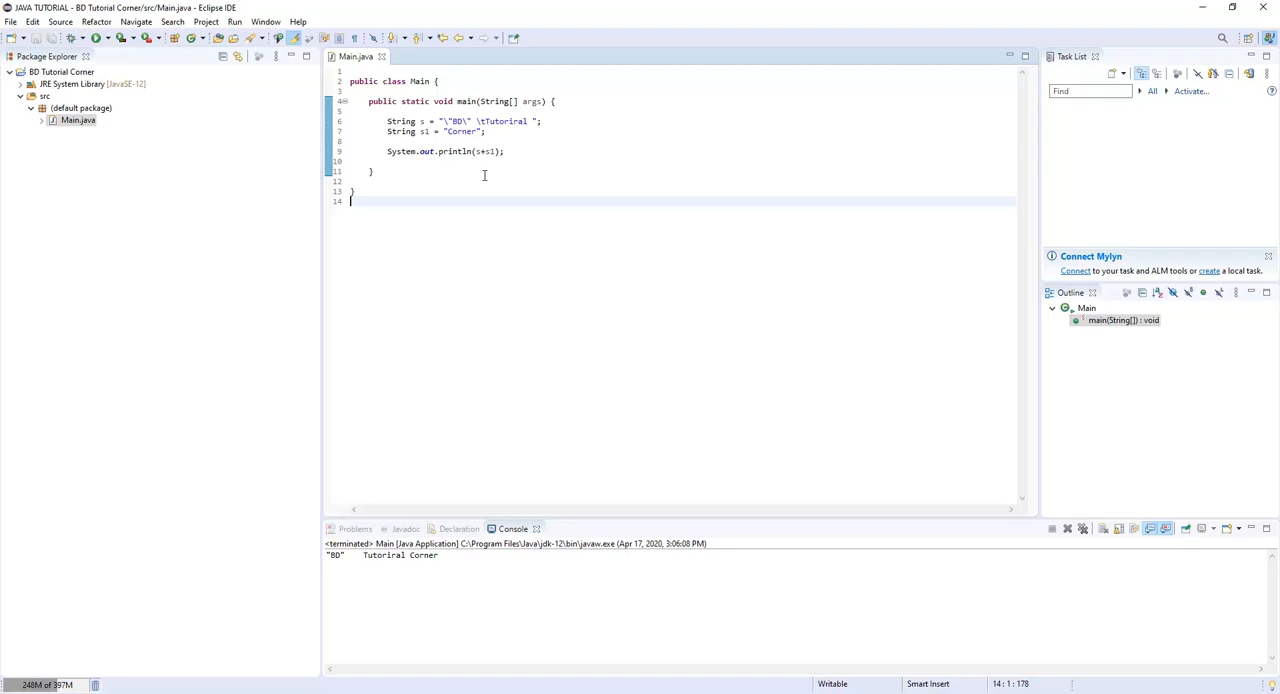 JAVA TUTORIAL - BD Tutorial Corner/src/Main.java - Eclipse IDE
File Edit Source Refactor Navigate Search Project Run Window Help
Package Explorer
BD Tutorial Corner
JRE System Library [JavaSE-12]
src
(default package)
Main.java
Main.java
1
2 public class Main {
3
4 public static void main(String[] args) {
5
6 String s = "\"BD\" \tTutoriral ";
7 String s1 = "Corner";
8
9 System.out.println(s+s1);
10
11 }
12
13 }
14
Task List
Find All Activate...
Connect Mylyn
Connect to your task and ALM tools or create a local task.
Outline
Main
main(String[]) : void
Problems Javadoc Declaration Console
<terminated> Main [Java Application] C:\Program Files\Java\jdk-12\bin\javaw.exe (Apr 17, 2020, 3:06:08 PM)
"BD" Tutoriral Corner
248M of 397M Writable Smart Insert 14 : 1 : 178